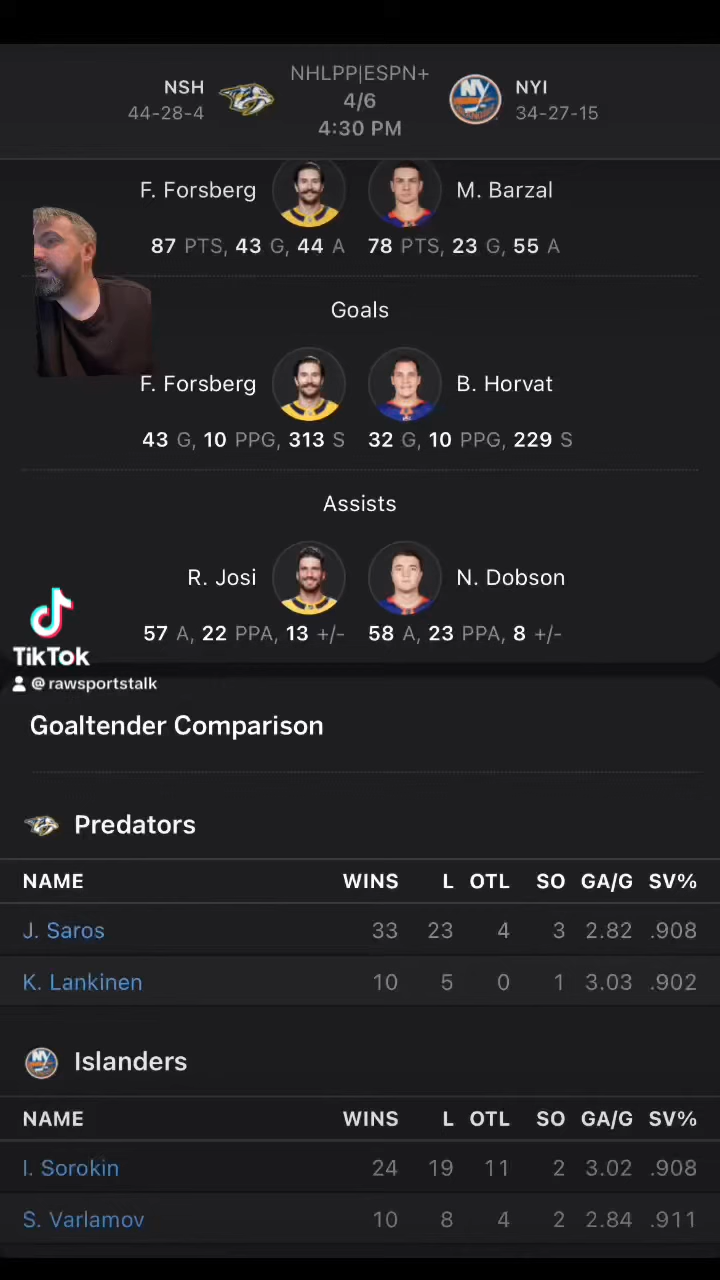 NSH
44-28-4
NHLPP|ESPN+
4/6
4:30 PM
NYI
34-27-15
F. Forsberg
M. Barzal
87 PTS, 43 G, 44 A
78 PTS, 23 G, 55 A
Goals
F. Forsberg
B. Horvat
43 G, 10 PPG, 313 S
32 G, 10 PPG, 229 S
Assists
R. Josi
N. Dobson
57 A, 22 PPA, 13 +/-
58 A, 23 PPA, 8 +/-
TikTok
@rawsportstalk
Goaltender Comparison
Predators
NAME WINS L OTL SO GA/G SV%
J. Saros 33 23 4 3 2.82 .908
K. Lankinen 10 5 0 1 3.03 .902
Islanders
NAME WINS L OTL SO GA/G SV%
I. Sorokin 24 19 11 2 3.02 .908
S. Varlamov 10 8 4 2 2.84 .911